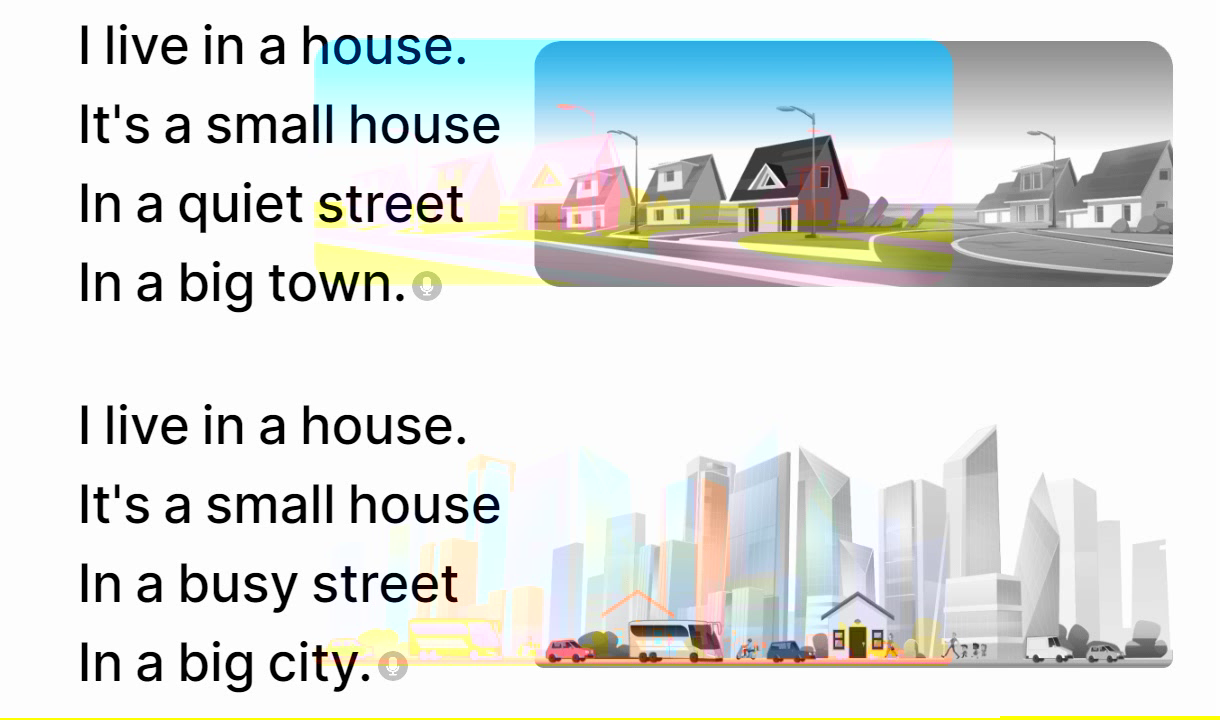 I live in a house.
It's a small house
In a quiet street
In a big town.
I live in a house.
It's a small house
In a busy street
In a big city.